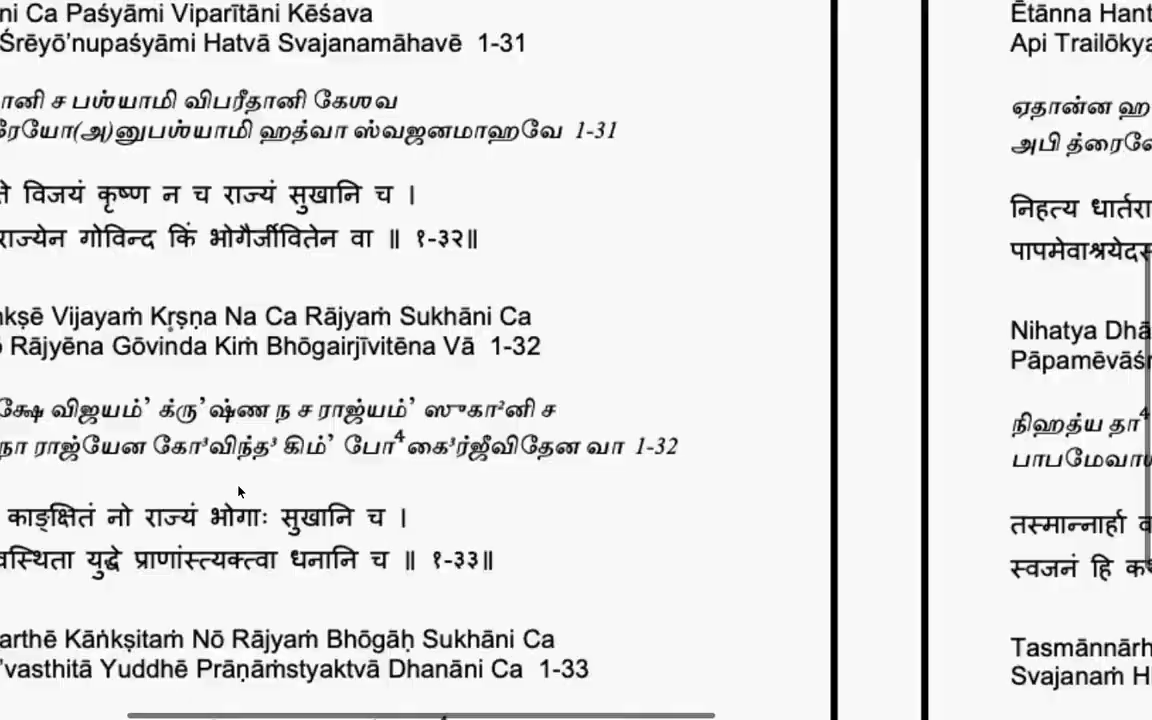 ni Ca Paśyāmi Viparītāni Kēśava
Śrēyō'nupaśyāmi Hatvā Svajanamāhavē 1-31
ானி ச பஶ்யாமி விபரீதானி கேஶவ
ரேயோ(அ)னுபஶ்யாமி ஹத்வா ஸ்வஜனமாஹவே 1-31
विजयं कृष्ण न च राज्यं सुखानि च ।
राज्येन गोविन्द किं भोगैर्जीवितेन वा ॥ १-३२॥
nkṣē Vijayaṁ Kṛṣṇa Na Ca Rājyaṁ Sukhāni Ca
Rājyēna Gōvinda Kiṁ Bhōgairjīvitēna Vā 1-32
க்ஷே விஜயம்’ க்ரு’ஷ்ண ந ச ராஜ்யம்’ ஸுகா²னி ச
நா ராஜ்யேன கோ³விந்த³ கிம்’ போ⁴கை³ர்ஜீவிதேன வா 1-32
काङ्क्षितं नो राज्यं भोगाः सुखानि च ।
वस्थिता युद्धे प्राणांस्त्यक्त्वा धनानि च ॥ १-३३॥
arthē Kāṅkṣitaṁ Nō Rājyaṁ Bhōgāḥ Sukhāni Ca
'vasthitā Yuddhē Prāṇāṁstyaktvā Dhanāni Ca 1-33
Ētānna Hant
Api Trailōkya
ஏதான்ன ஹ
அபி த்ரைலோ
निहत्य धार्तरा
पापमेवाश्रयेदस
Nihatya Dhā
Pāpamēvāśr
நிஹத்ய தா⁴
பாபமேவாஶ
तस्मान्नार्हा व
स्वजनं हि कथ
Tasmānnārh
Svajanaṁ H